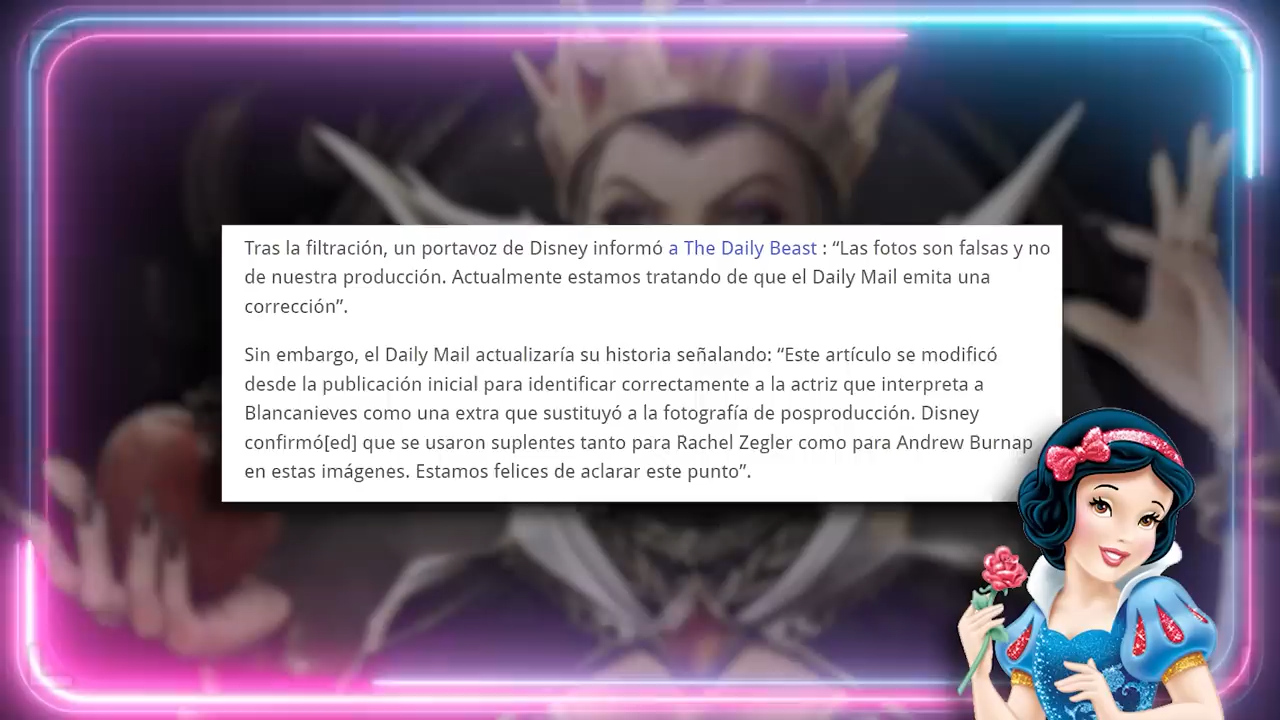 Tras la filtración, un portavoz de Disney informó a The Daily Beast : “Las fotos son falsas y no
de nuestra producción. Actualmente estamos tratando de que el Daily Mail emita una
corrección”.
Sin embargo, el Daily Mail actualizaría su historia señalando: “Este artículo se modificó
desde la publicación inicial para identificar correctamente a la actriz que interpreta a
Blancanieves como una extra que sustituyó a la fotografía de posproducción. Disney
confirmó[ed] que se usaron suplentes tanto para Rachel Zegler como para Andrew Burnap
en estas imágenes. Estamos felices de aclarar este punto”.